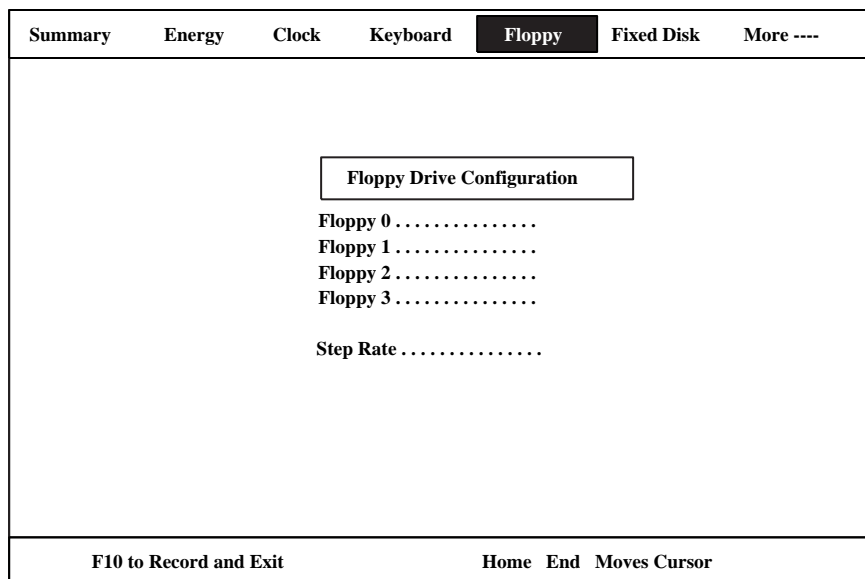 Summary Energy Clock Keyboard Floppy Fixed Disk More ----
Floppy Drive Configuration
Floppy 0 . . . . . . . . . . . . . . .
Floppy 1 . . . . . . . . . . . . . . .
Floppy 2 . . . . . . . . . . . . . . .
Floppy 3 . . . . . . . . . . . . . . .
Step Rate . . . . . . . . . . . . . . .
F10 to Record and Exit Home End Moves Cursor